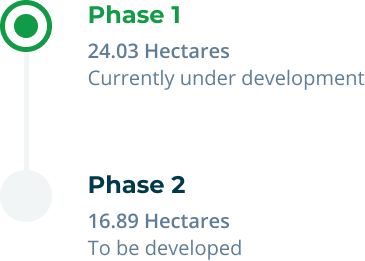 Phase 1
24.03 Hectares
Currently under development
Phase 2
16.89 Hectares
To be developed